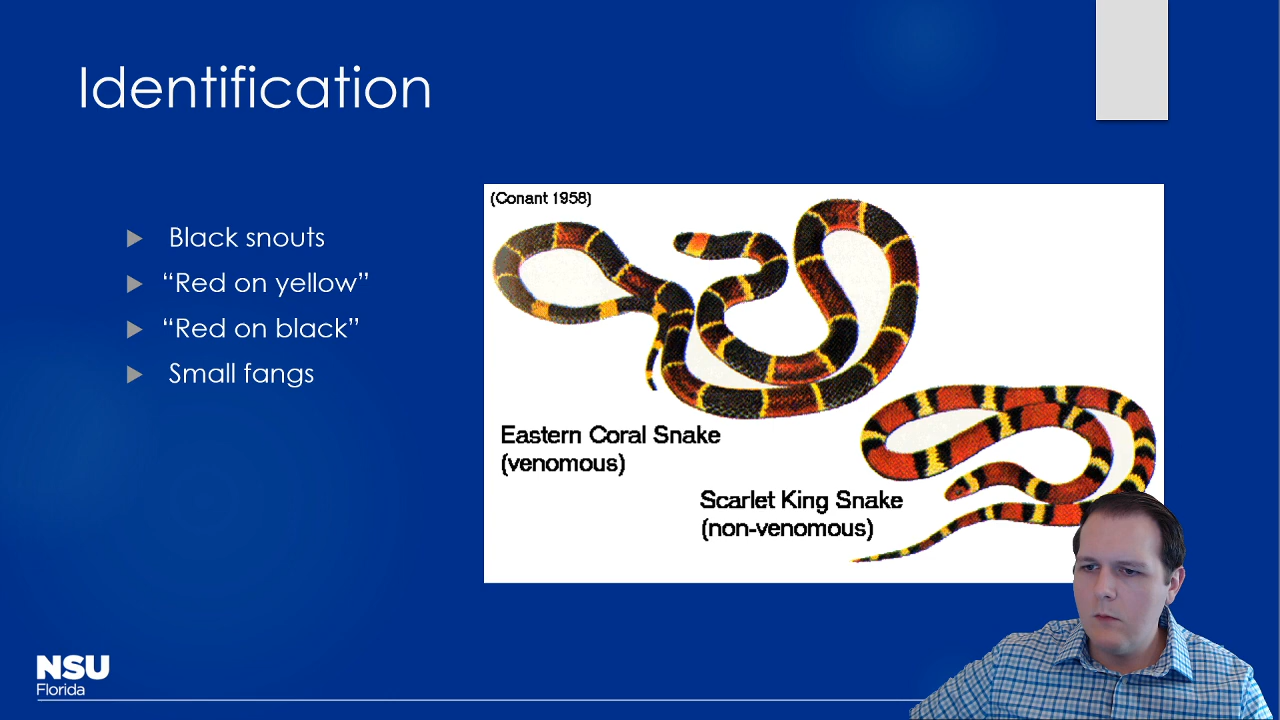 Identification
Black snouts
“Red on yellow”
“Red on black”
Small fangs
(Conant 1958)
Eastern Coral Snake
(venomous)
Scarlet King Snake
(non-venomous)
NSU
Florida